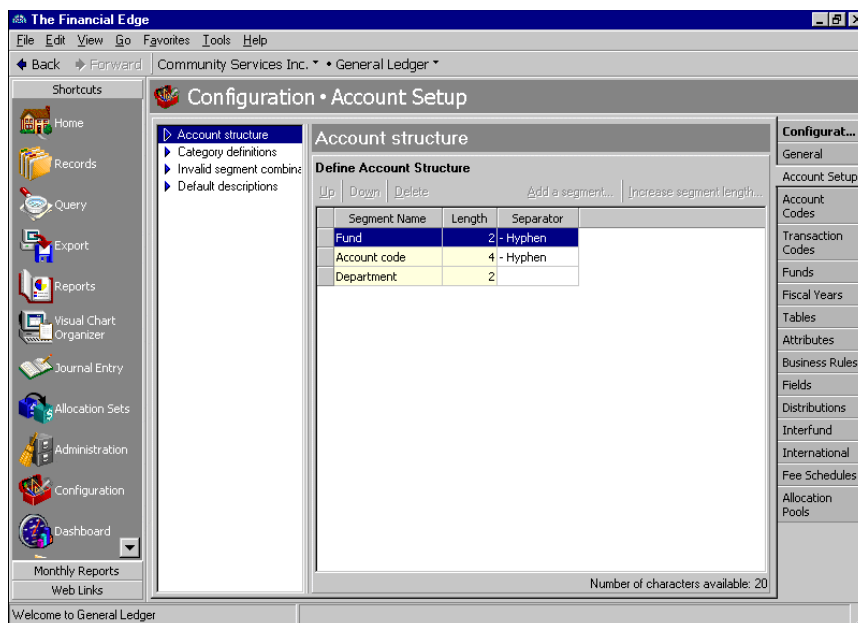 The Financial Edge
File Edit View Go Favorites Tools Help
Back Forward Community Services Inc. • General Ledger
Shortcuts
Home
Records
Query
Export
Reports
Visual Chart
Organizer
Journal Entry
Allocation Sets
Administration
Configuration
Dashboard
Monthly Reports
Web Links
Configuration • Account Setup
Account structure
Category definitions
Invalid segment combina
Default descriptions
Account structure
Define Account Structure
Up Down Delete Add a segment... Increase segment length...
Segment Name Length Separator
Fund 2 - Hyphen
Account code 4 - Hyphen
Department 2
Number of characters available: 20
Configurat...
General
Account Setup
Account
Codes
Transaction
Codes
Funds
Fiscal Years
Tables
Attributes
Business Rules
Fields
Distributions
Interfund
International
Fee Schedules
Allocation
Pools
Welcome to General Ledger